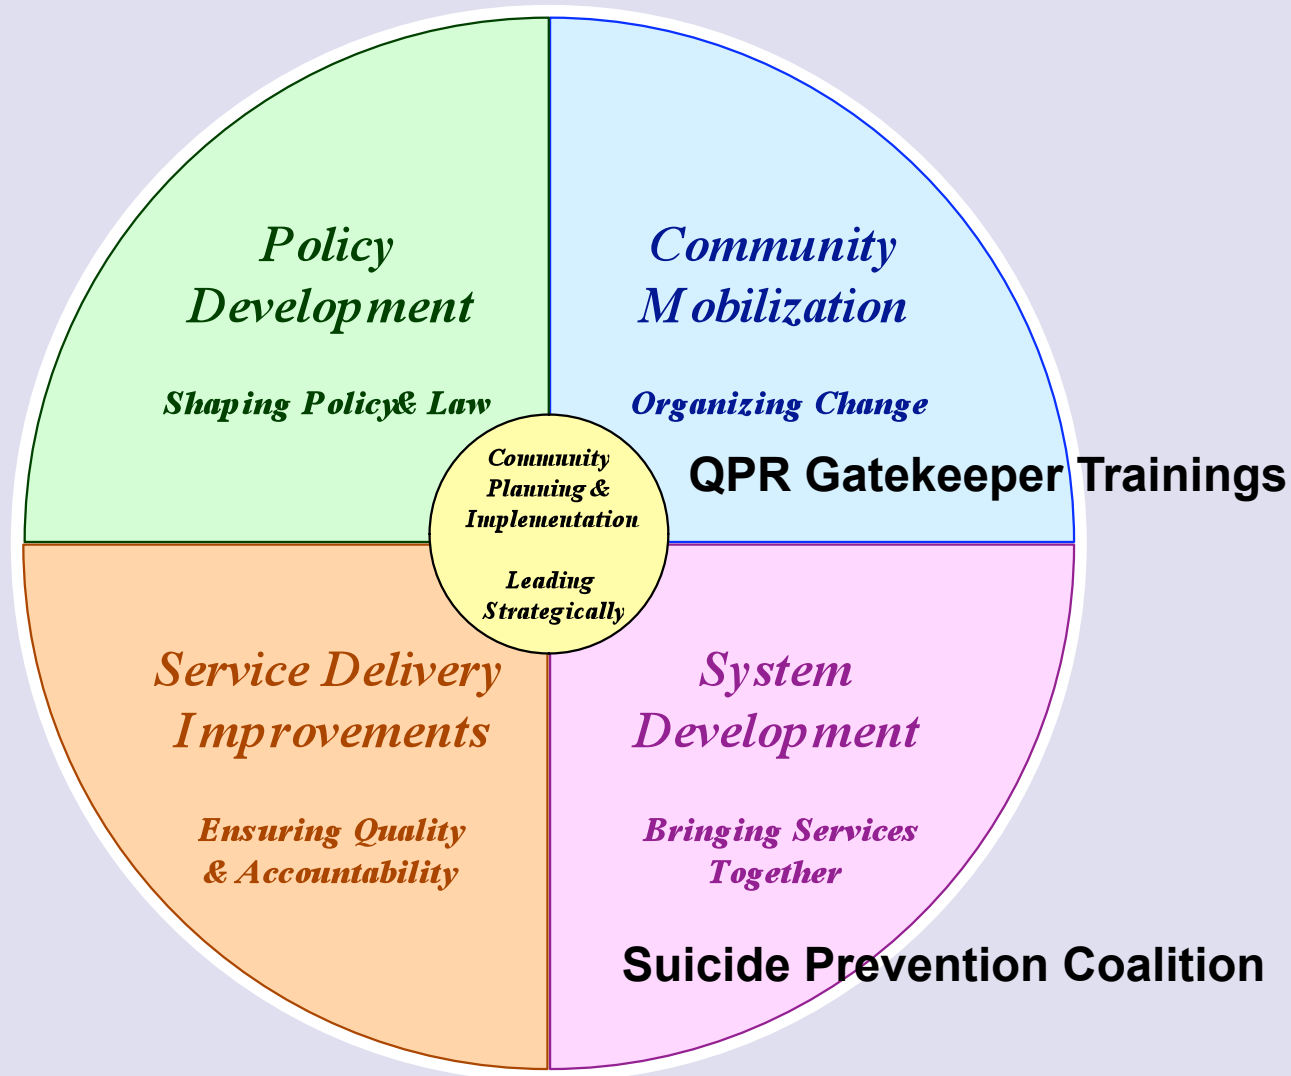 Policy
Development
Shaping Policy& Law
Community
Mobilization
Organizing Change
QPR Gatekeeper Trainings
Community
Planning &
Implementation
Leading
Strategically
Service Delivery
Improvements
Ensuring Quality
& Accountability
System
Development
Bringing Services
Together
Suicide Prevention Coalition